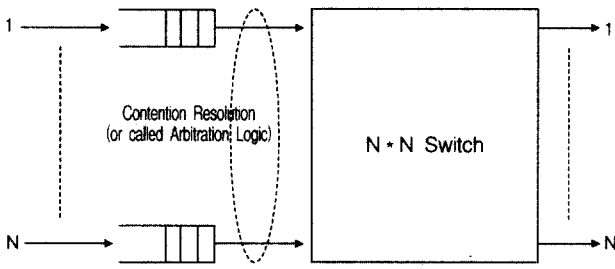 1
1
Contention Resolution
(or called Arbitration Logic)
N * N Switch
N
N